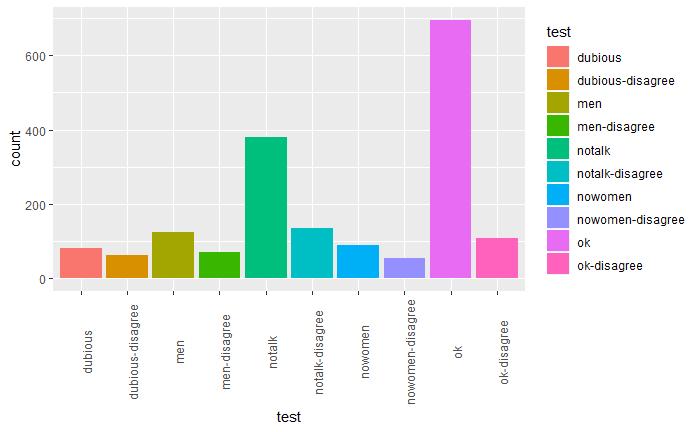 count
600
400
200
0
dubious
dubious-disagree
men
men-disagree
notalk
notalk-disagree
nowomen
nowomen-disagree
ok
ok-disagree
test
test
dubious
dubious-disagree
men
men-disagree
notalk
notalk-disagree
nowomen
nowomen-disagree
ok
ok-disagree